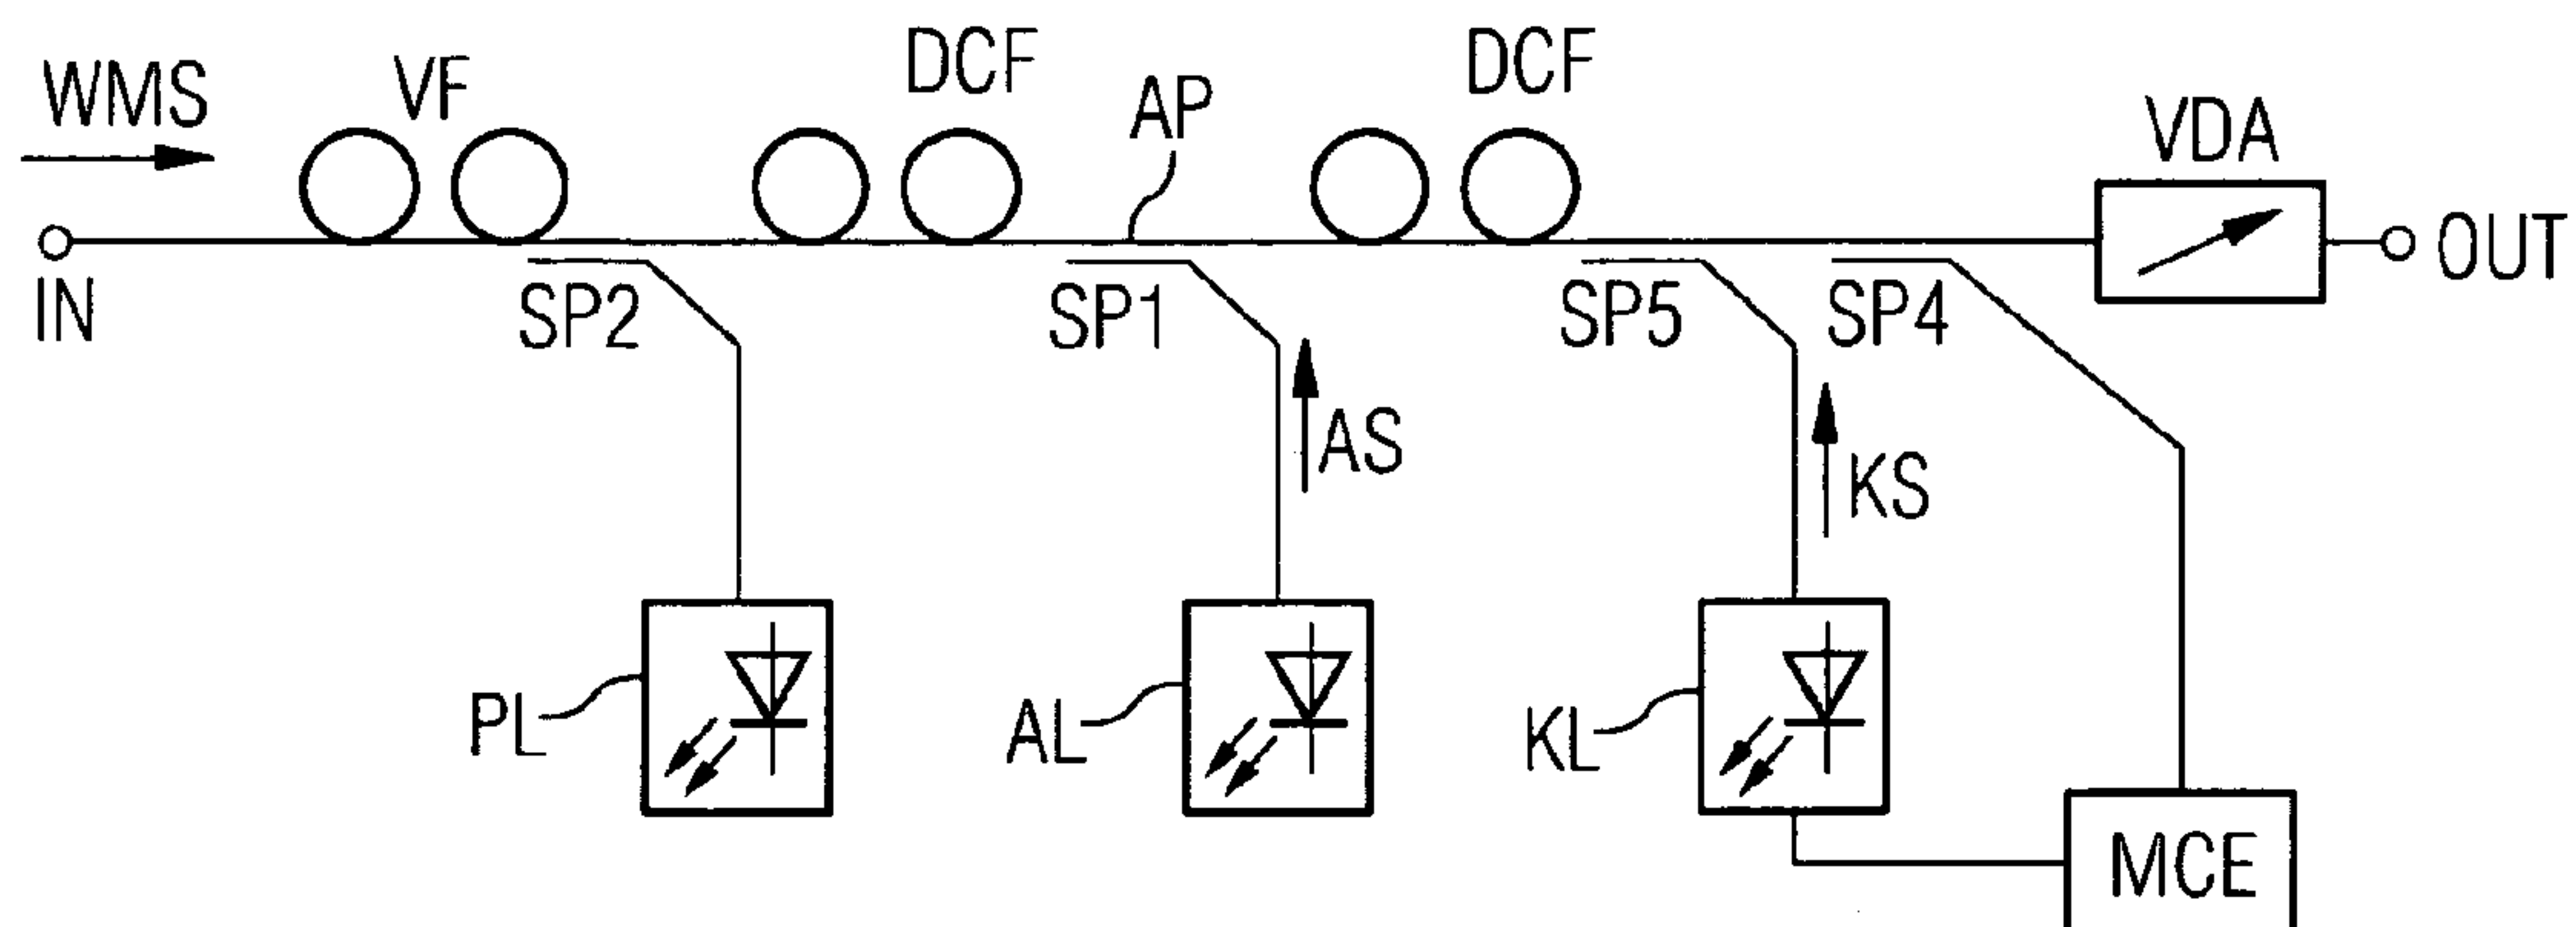 WMS
VF
DCF
AP
DCF
VDA
IN
SP2
SP1
SP5
SP4
OUT
AS
KS
PL
AL
KL
MCE